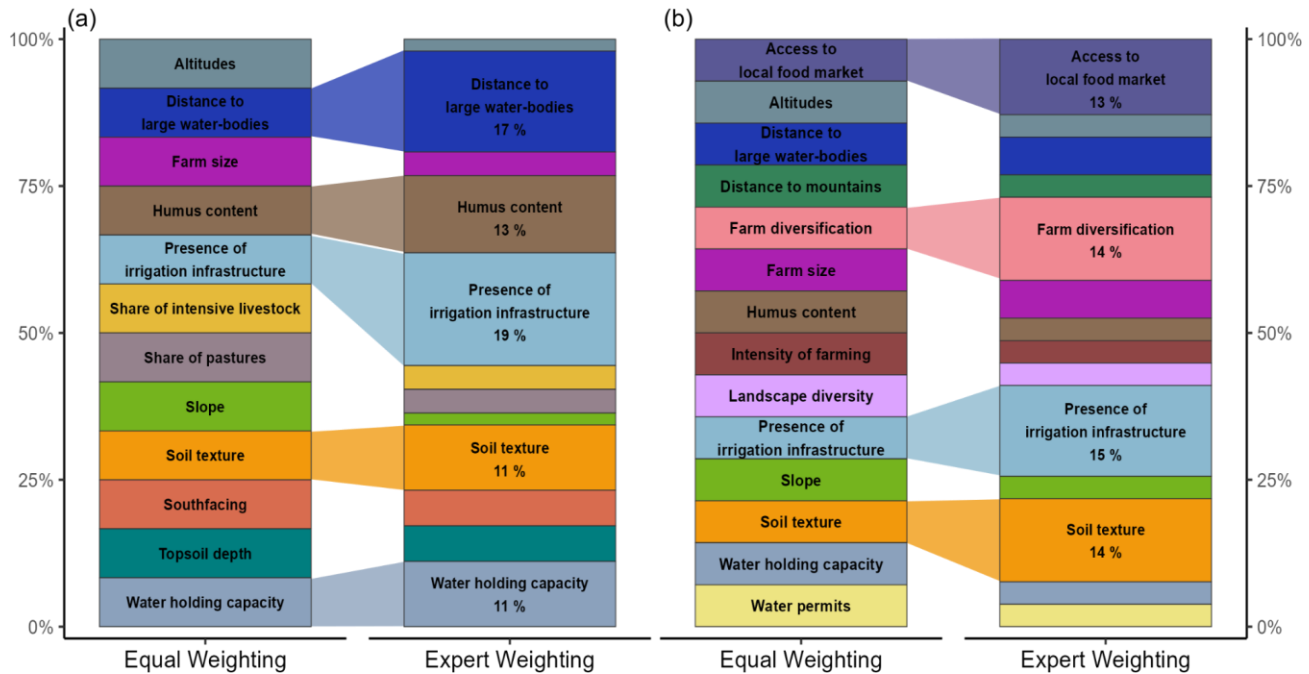 (a)
100%
75%
50%
25%
0%
Altitudes
Distance to
large water-bodies
Farm size
Humus content
Presence of
irrigation infrastructure
Share of intensive livestock
Share of pastures
Slope
Soil texture
Southfacing
Topsoil depth
Water holding capacity
Equal Weighting
Distance to
large water-bodies
17 %
Humus content
13 %
Presence of
irrigation infrastructure
19 %
Soil texture
11 %
Water holding capacity
11 %
Expert Weighting
(b)
Access to
local food market
Altitudes
Distance to
large water-bodies
Distance to mountains
Farm diversification
Farm size
Humus content
Intensity of farming
Landscape diversity
Presence of
irrigation infrastructure
Slope
Soil texture
Water holding capacity
Water permits
Equal Weighting
Access to
local food market
13 %
Farm diversification
14 %
Presence of
irrigation infrastructure
15 %
Soil texture
14 %
Expert Weighting
100%
75%
50%
25%
0%